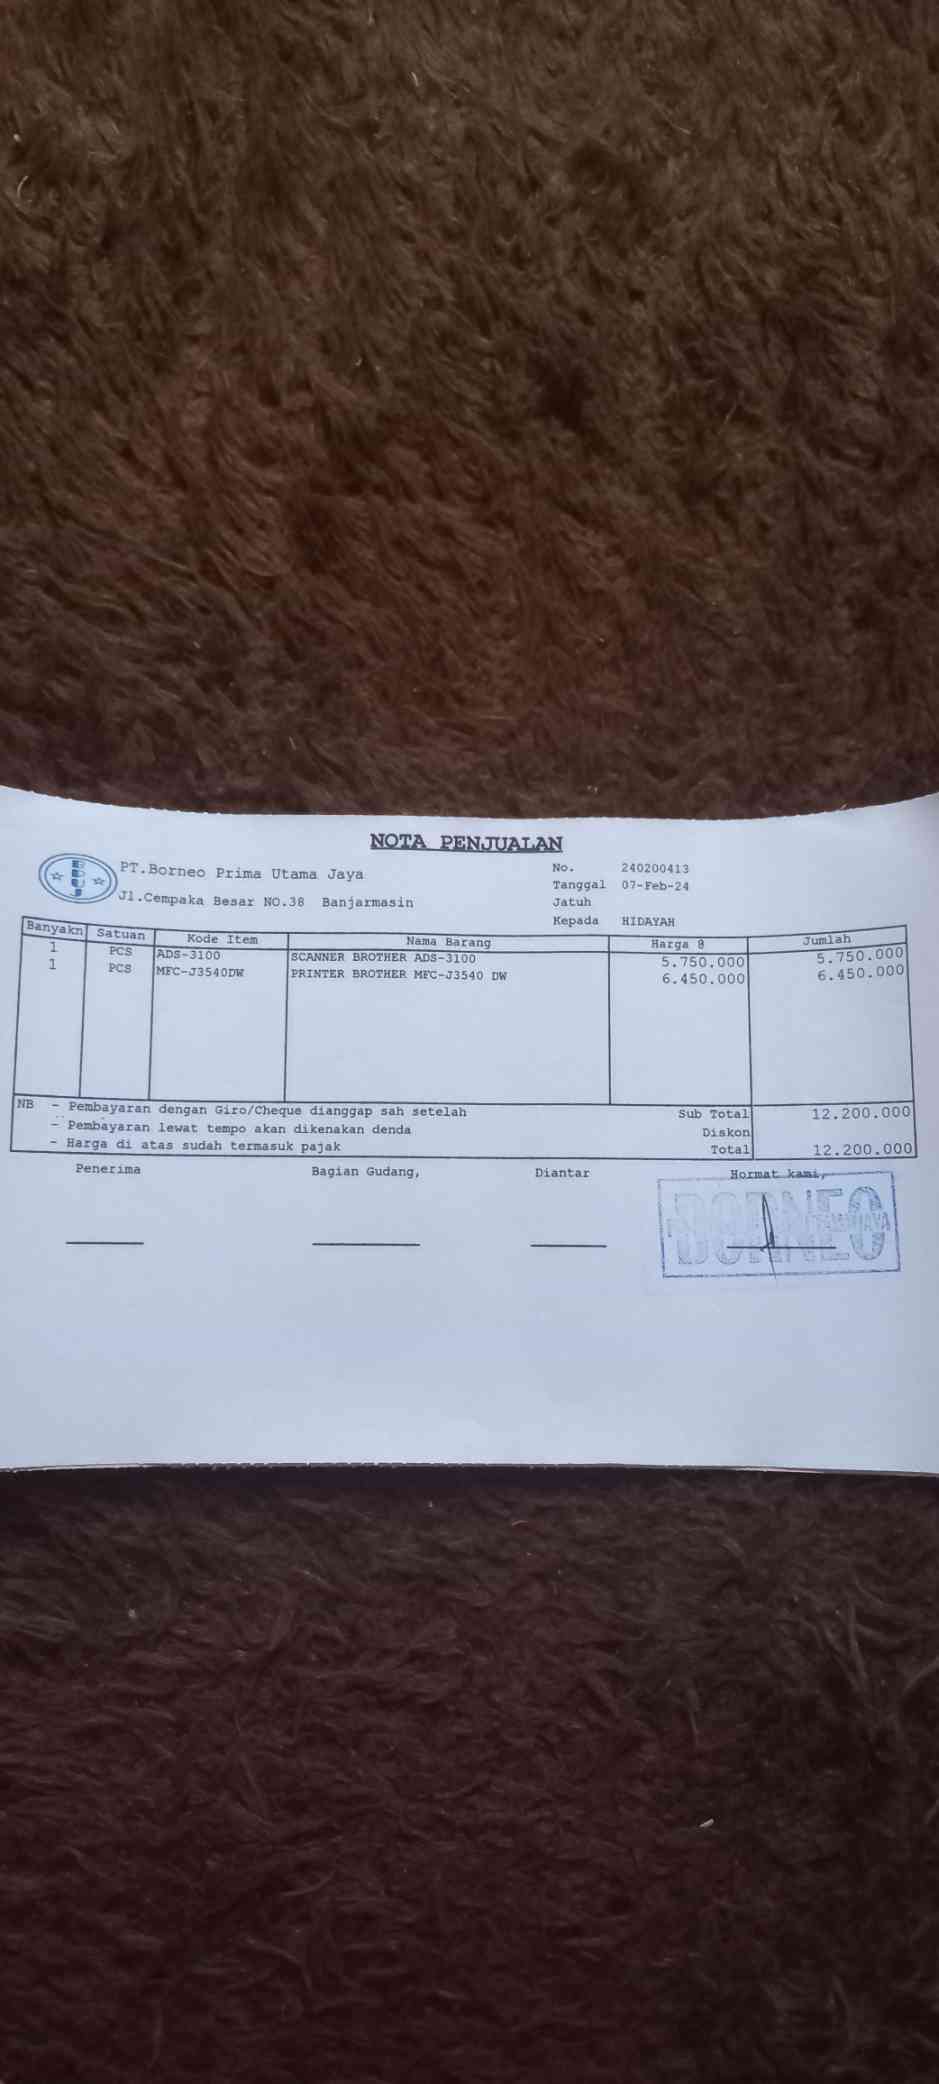 NOTA PENJUALAN
BPUJ
PT.Borneo Prima Utama Jaya
Jl.Cempaka Besar NO.38 Banjarmasin
No. 240200413
Tanggal 07-Feb-24
Jatuh
Kepada HIDAYAH
Banyakn Satuan Kode Item Nama Barang Harga @ Jumlah
1 PCS ADS-3100 SCANNER BROTHER ADS-3100 5.750.000 5.750.000
1 PCS MFC-J3540DW PRINTER BROTHER MFC-J3540 DW 6.450.000 6.450.000
NB - Pembayaran dengan Giro/Cheque dianggap sah setelah Sub Total 12.200.000
- Pembayaran lewat tempo akan dikenakan denda Diskon
- Harga di atas sudah termasuk pajak Total 12.200.000
Penerima Bagian Gudang, Diantar Hormat kami,
BORNEO